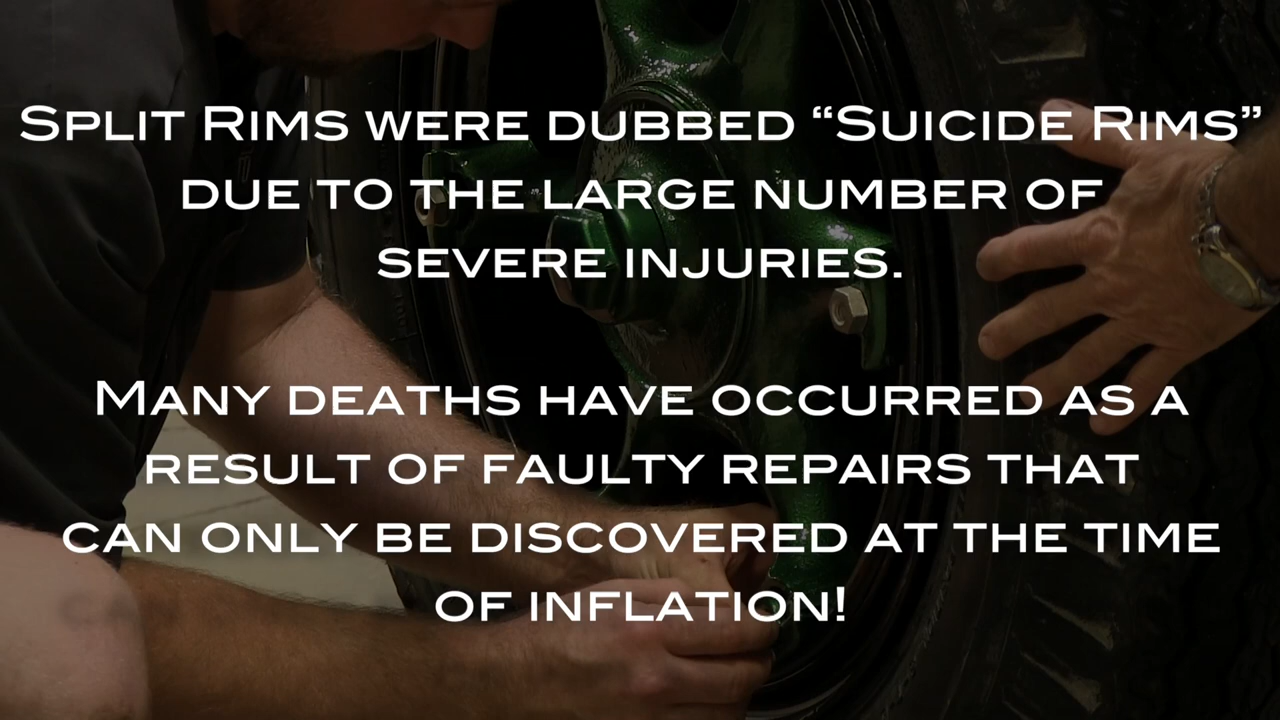 Split Rims were dubbed “Suicide Rims”
due to the large number of
severe injuries.
Many deaths have occurred as a
result of faulty repairs that
can only be discovered at the time
of inflation!